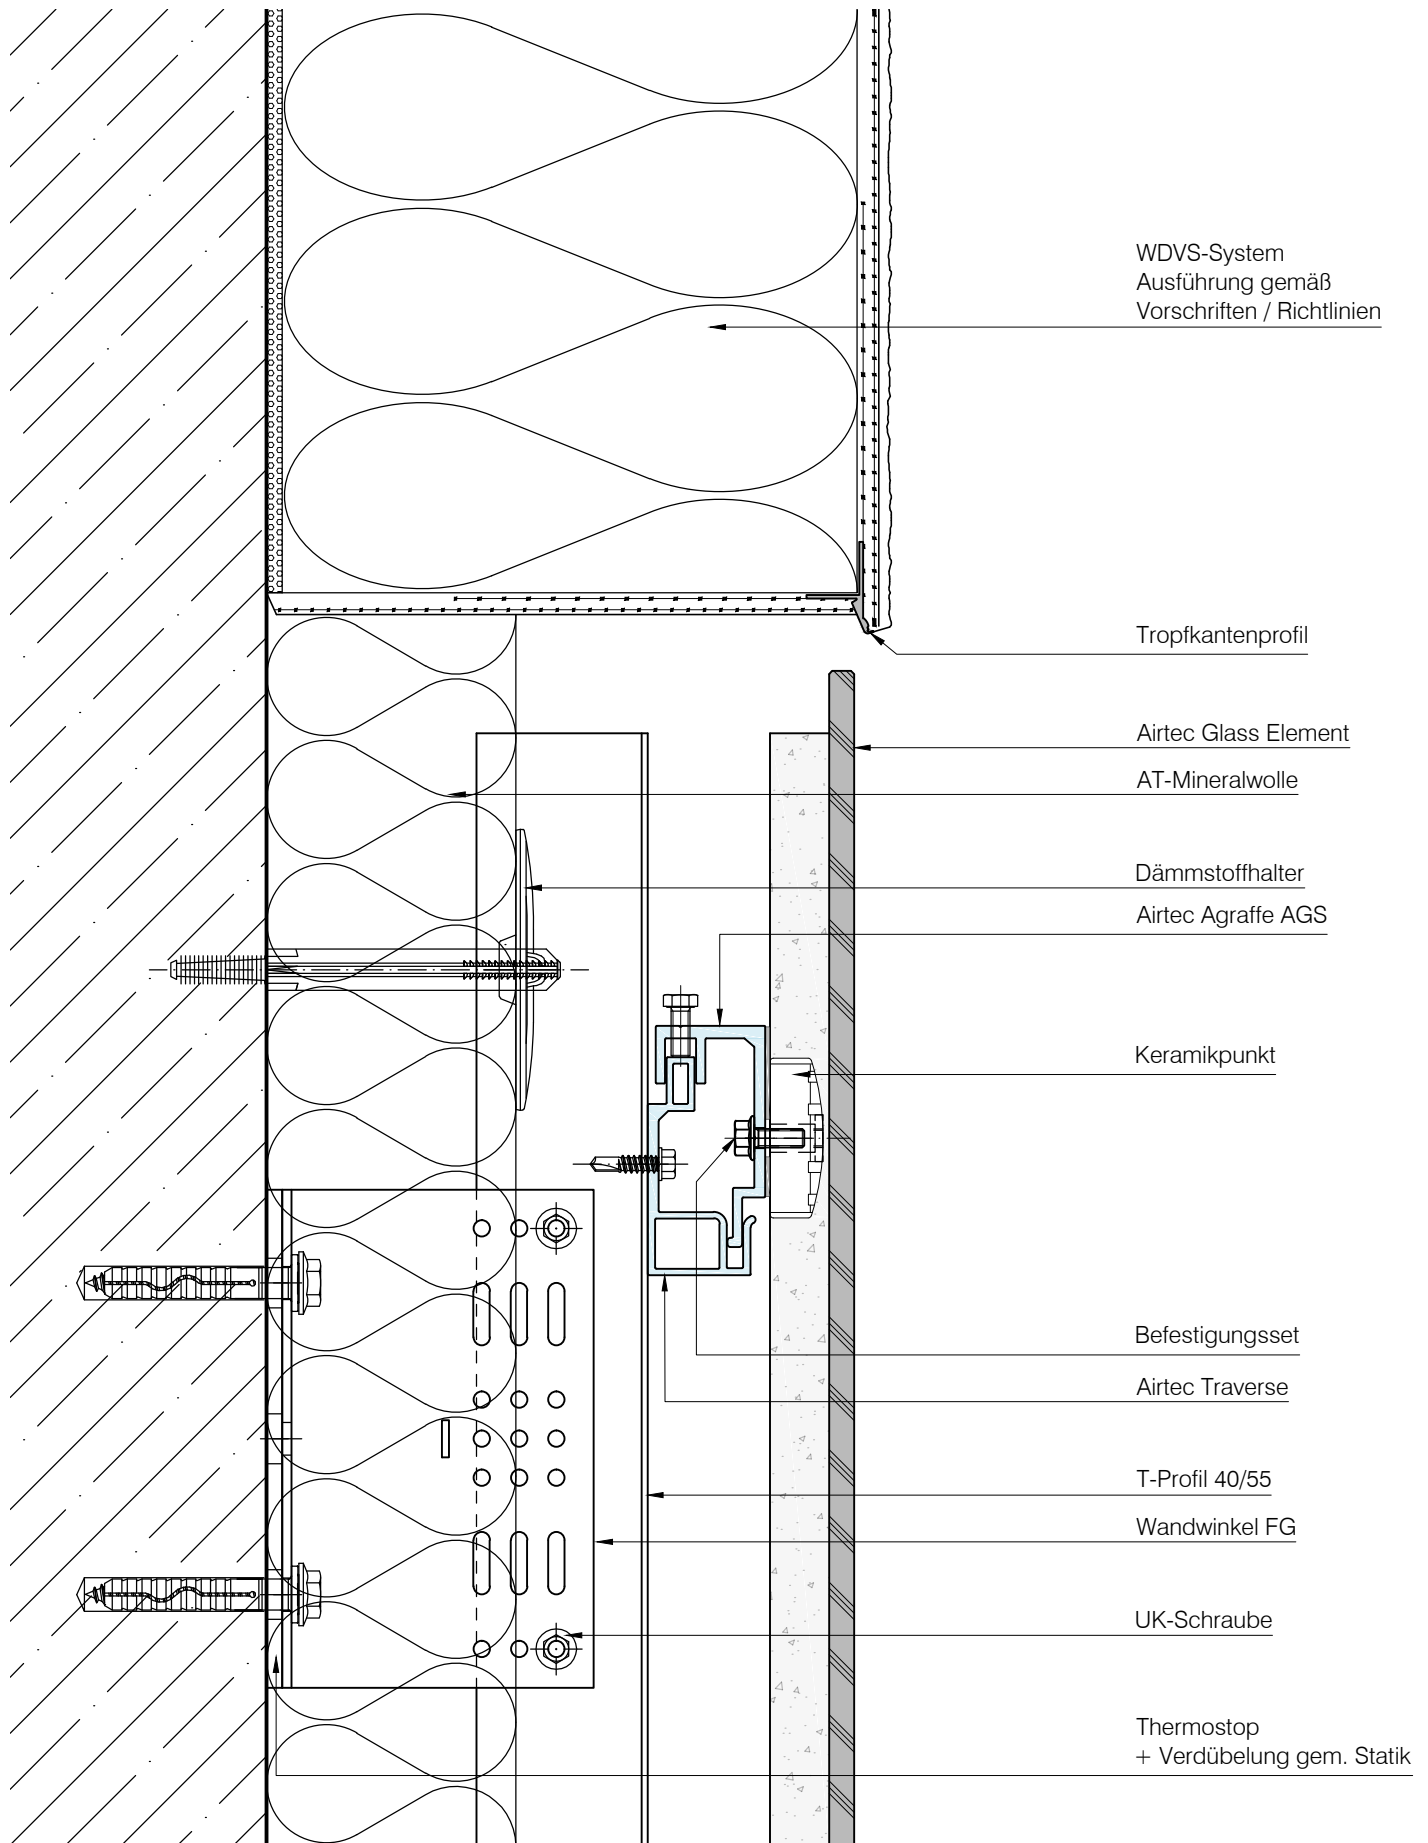 WDVS-System
Ausführung gemäß
Vorschriften / Richtlinien
Tropfkantenprofil
Airtec Glass Element
AT-Mineralwolle
Dämmstoffhalter
Airtec Agraffe AGS
Keramikpunkt
Befestigungsset
Airtec Traverse
T-Profil 40/55
Wandwinkel FG
UK-Schraube
Thermostop
+ Verdübelung gem. Statik